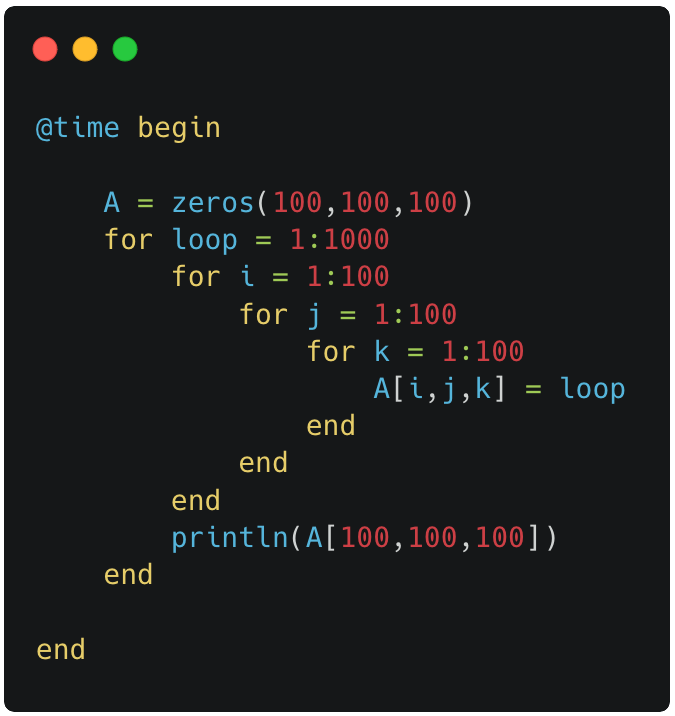 @time begin
    A = zeros(100,100,100)
    for loop = 1:1000
        for i = 1:100
            for j = 1:100
                for k = 1:100
                    A[i,j,k] = loop
                end
            end
        end
        println(A[100,100,100])
    end
end